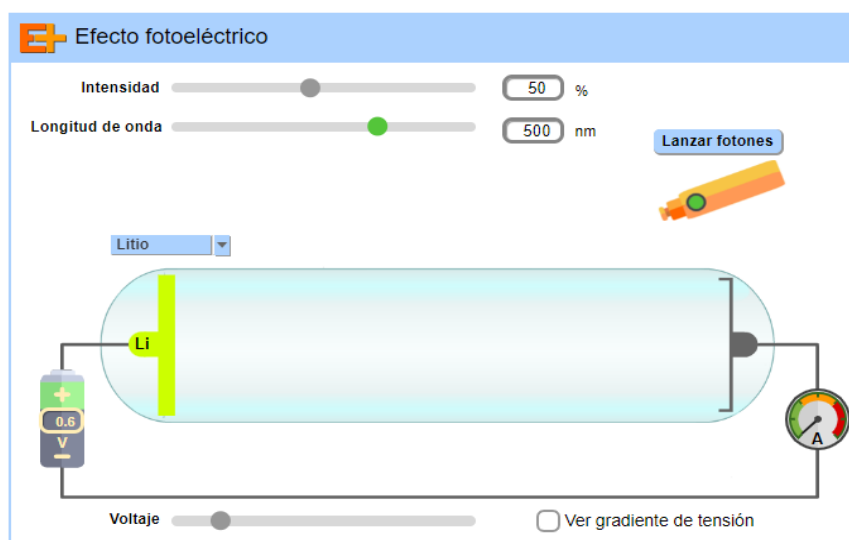 E+ Efecto fotoeléctrico
Intensidad 50 %
Longitud de onda 500 nm
Lanzar fotones
Litio
Li
+
0.6
V
A
Voltaje
Ver gradiente de tensión